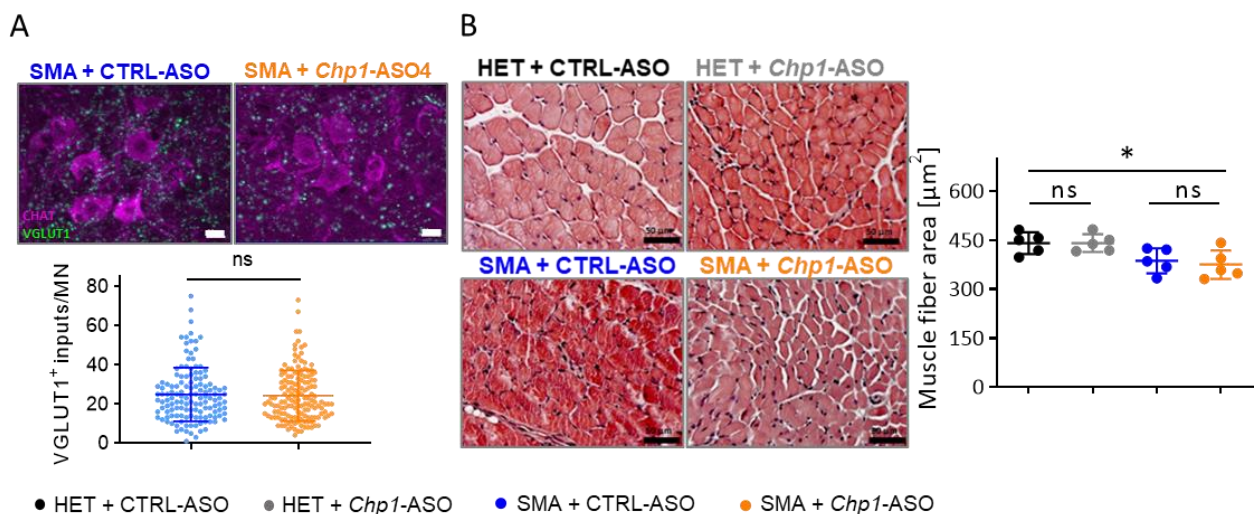 A
SMA + CTRL-ASO
SMA + Chp1-ASO4
CHAT
VGLUT1
ns
VGLUT1+ inputs/MN
80
60
40
20
0
B
HET + CTRL-ASO
HET + Chp1-ASO
50 µm
50 µm
SMA + CTRL-ASO
SMA + Chp1-ASO
50 µm
50 µm
*
ns
ns
Muscle fiber area [µm²]
600
450
300
150
0
HET + CTRL-ASO
HET + Chp1-ASO
SMA + CTRL-ASO
SMA + Chp1-ASO